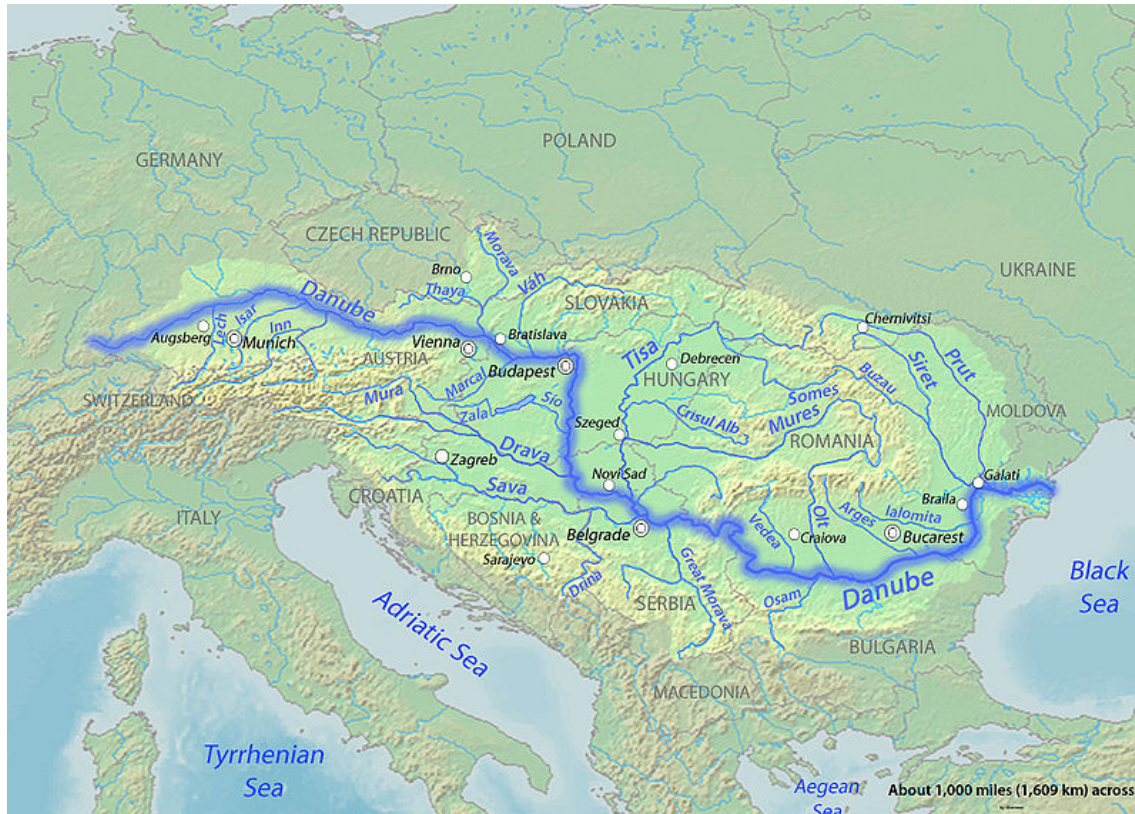 POLAND
GERMANY
CZECH REPUBLIC
Morava
UKRAINE
Brno
Thaya
Váh
SLOVAKIA
Danube
Lech
Isar
Inn
Augsberg
Munich
Vienna
Bratislava
AUSTRIA
Budapest
Tisa
Debrecen
HUNGARY
Chernivitsi
Siret
Prut
Buzau
SWITZERLAND
Mura
Marcal
Zala
Sio
Somes
Mures
Crisul Alb
MOLDOVA
Szeged
ROMANIA
Drava
Zagreb
Novi Sad
Galati
Sava
CROATIA
Braila
ITALY
BOSNIA &
HERZEGOVINA
Belgrade
Vedea
Craiova
Olt
Arges
Ialomita
Bucarest
Sarajevo
Drina
Great Morava
SERBIA
Osam
Danube
Black
Sea
Adriatic Sea
BULGARIA
MACEDONIA
Tyrrhenian
Sea
Aegean
Sea
About 1,000 miles (1,609 km) across